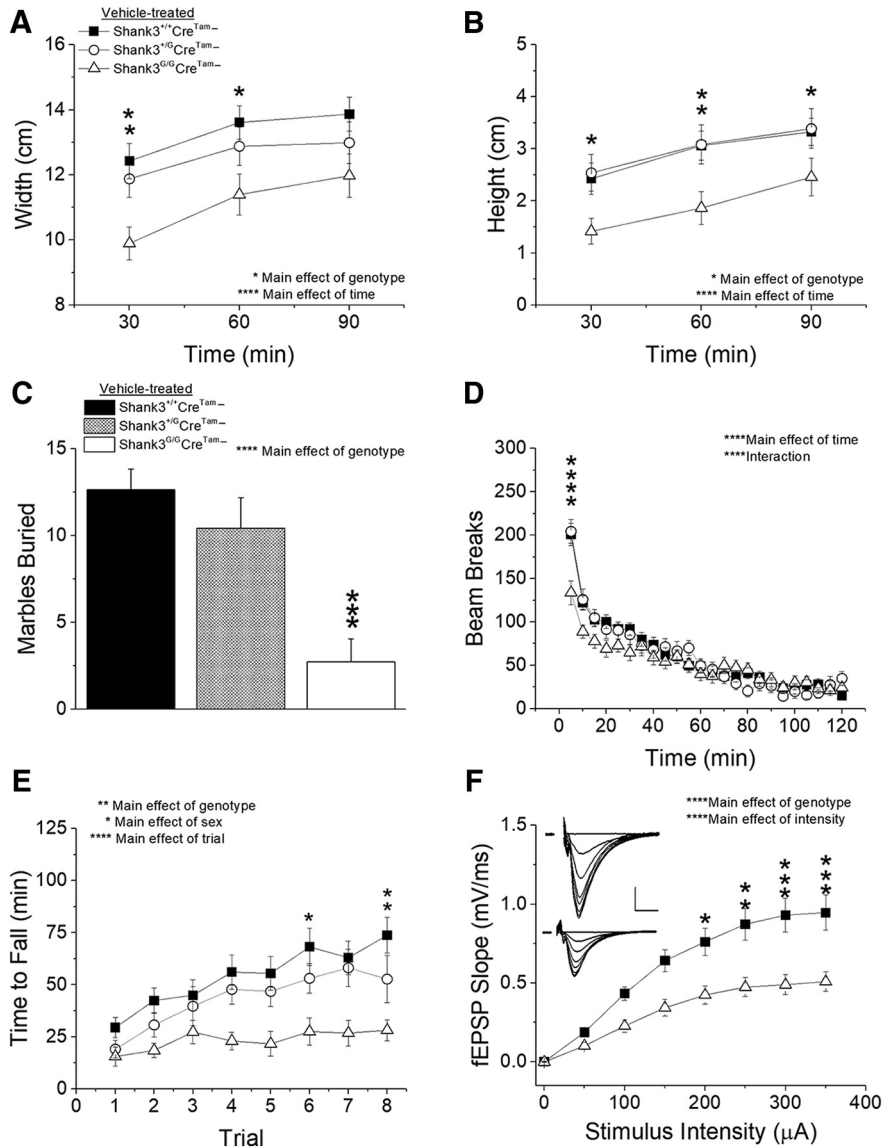 A
Vehicle-treated
Shank3+/+CreTam−
Shank3+/GCreTam−
Shank3G/GCreTam−
16
14
12
10
8
Width (cm)
*
*
*
* Main effect of genotype
**** Main effect of time
30 60 90
Time (min)
B
5
4
3
2
1
0
Height (cm)
*
*
*
*
* Main effect of genotype
**** Main effect of time
30 60 90
Time (min)
C
Vehicle-treated
Shank3+/+CreTam−
Shank3+/GCreTam−
Shank3G/GCreTam−
**** Main effect of genotype
15
10
5
0
Marbles Buried
***
D
300
250
200
150
100
50
0
Beam Breaks
****
****Main effect of time
****Interaction
0 20 40 60 80 100 120
Time (min)
E
** Main effect of genotype
* Main effect of sex
**** Main effect of trial
125
100
75
50
25
0
Time to Fall (min)
*
*
*
0 1 2 3 4 5 6 7 8
Trial
F
****Main effect of genotype
****Main effect of intensity
1.5
1.0
0.5
0.0
fEPSP Slope (mV/ms)
* ** *** ***
0 100 200 300 400
Stimulus Intensity (μA)